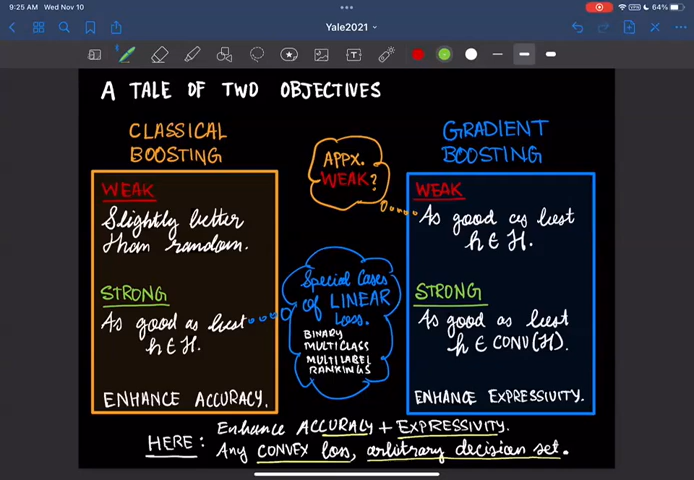 9:25 AM Wed Nov 10
64%
Yale2021
A TALE OF TWO OBJECTIVES
CLASSICAL
BOOSTING
WEAK
Slightly better
than random.
STRONG
As good as best
h ∈ H.
ENHANCE ACCURACY.
APPX.
WEAK?
Special Cases
of LINEAR
Loss.
BINARY
MULTICLASS
MULTILABEL
RANKINGS
GRADIENT
BOOSTING
WEAK
As good as best
h ∈ H.
STRONG
As good as best
h ∈ CONV(H).
ENHANCE EXPRESSIVITY.
Enhance ACCURACY + EXPRESSIVITY.
HERE: Any CONVEX loss, arbitrary decision set.